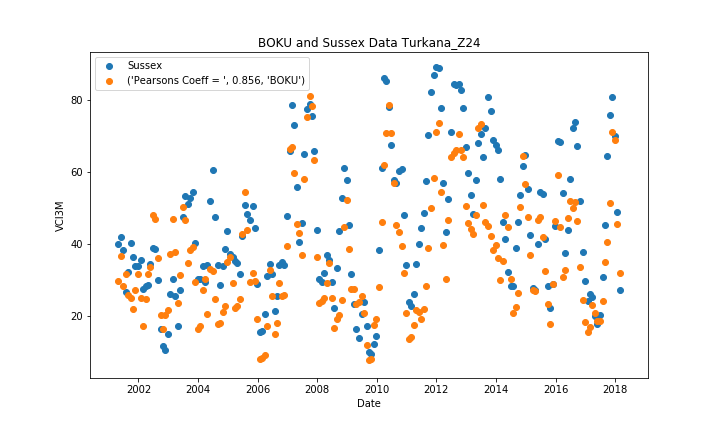 BOKU and Sussex Data Turkana_Z24
Sussex
('Pearsons Coeff = ', 0.856, 'BOKU')
VCI3M
80
60
40
20
2002 2004 2006 2008 2010 2012 2014 2016 2018
Date